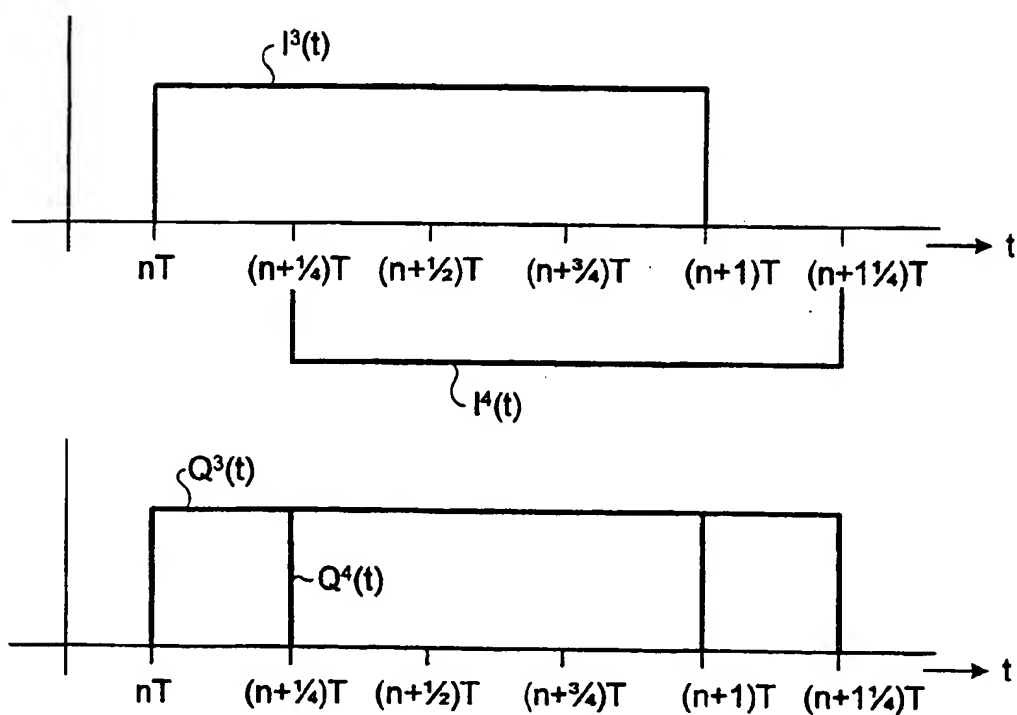 I³(t)
t
nT (n+¼)T (n+½)T (n+¾)T (n+1)T (n+1¼)T
I⁴(t)
Q³(t)
Q⁴(t)
t
nT (n+¼)T (n+½)T (n+¾)T (n+1)T (n+1¼)T